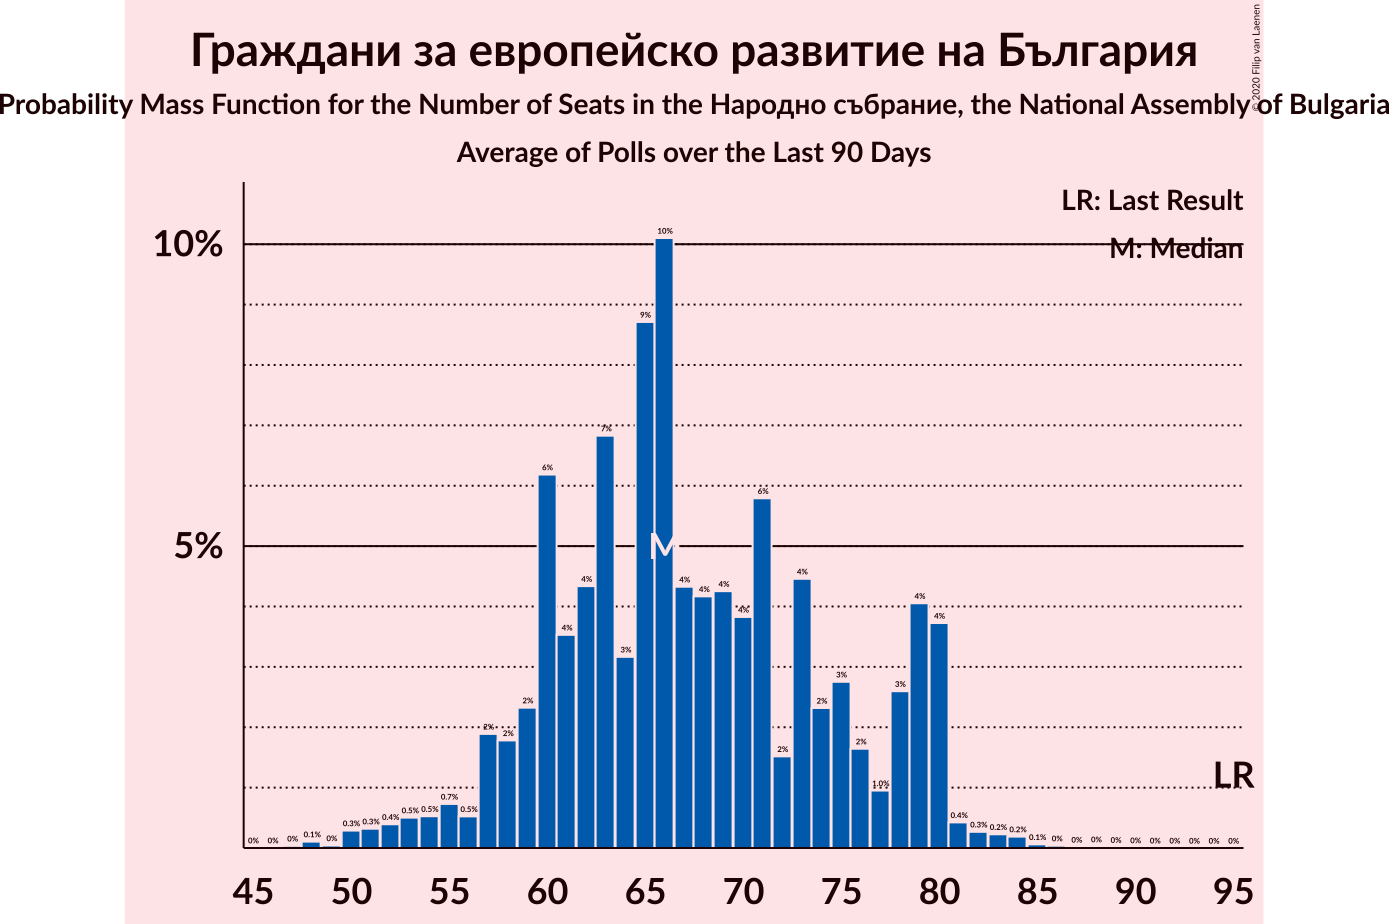 Граждани за европейско развитие на България
© 2020 Filip van Laenen
Probability Mass Function for the Number of Seats in the Народно събрание, the National Assembly of Bulgaria
Average of Polls over the Last 90 Days
LR: Last Result
M: Median
10%
5%
0% 0% 0% 0.1% 0% 0.3% 0.3% 0.4% 0.5% 0.5% 0.7% 0.5% 2% 2% 2% 6% 4% 4% 7% 3% 9% 10% 4% 4% 4% 4% 6% 2% 4% 2% 3% 2% 1.0% 3% 4% 4% 0.4% 0.3% 0.2% 0.2% 0.1% 0% 0% 0% 0% 0% 0% 0% 0% 0% 0%
M
LR
45 50 55 60 65 70 75 80 85 90 95